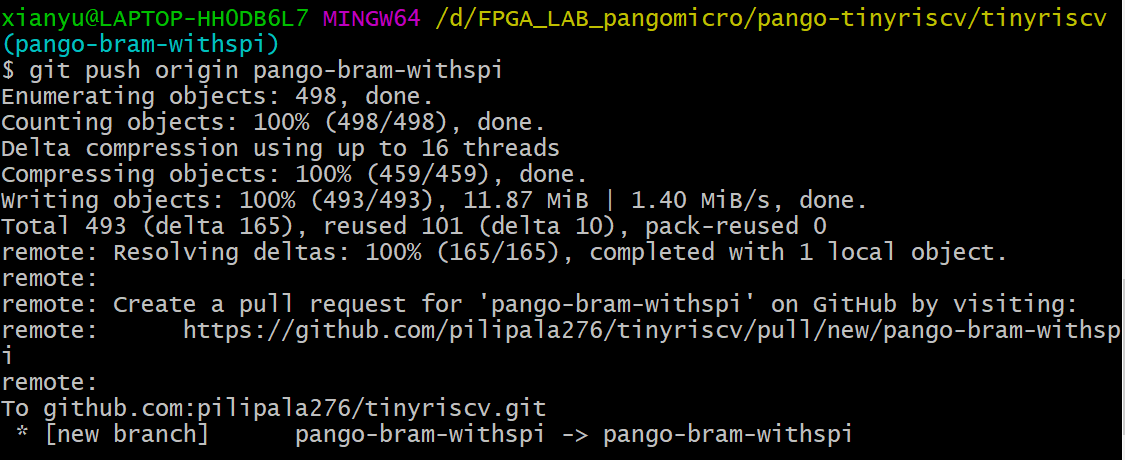 xianyu@LAPTOP-HH0DB6L7 MINGW64 /d/FPGA_LAB_pangomicro/pango-tinyriscv/tinyriscv
(pango-bram-withspi)
$ git push origin pango-bram-withspi
Enumerating objects: 498, done.
Counting objects: 100% (498/498), done.
Delta compression using up to 16 threads
Compressing objects: 100% (459/459), done.
Writing objects: 100% (493/493), 11.87 MiB | 1.40 MiB/s, done.
Total 493 (delta 165), reused 101 (delta 10), pack-reused 0
remote: Resolving deltas: 100% (165/165), completed with 1 local object.
remote:
remote: Create a pull request for 'pango-bram-withspi' on GitHub by visiting:
remote:      https://github.com/pilipala276/tinyriscv/pull/new/pango-bram-withsp
i
remote:
To github.com:pilipala276/tinyriscv.git
 * [new branch]      pango-bram-withspi -> pango-bram-withspi